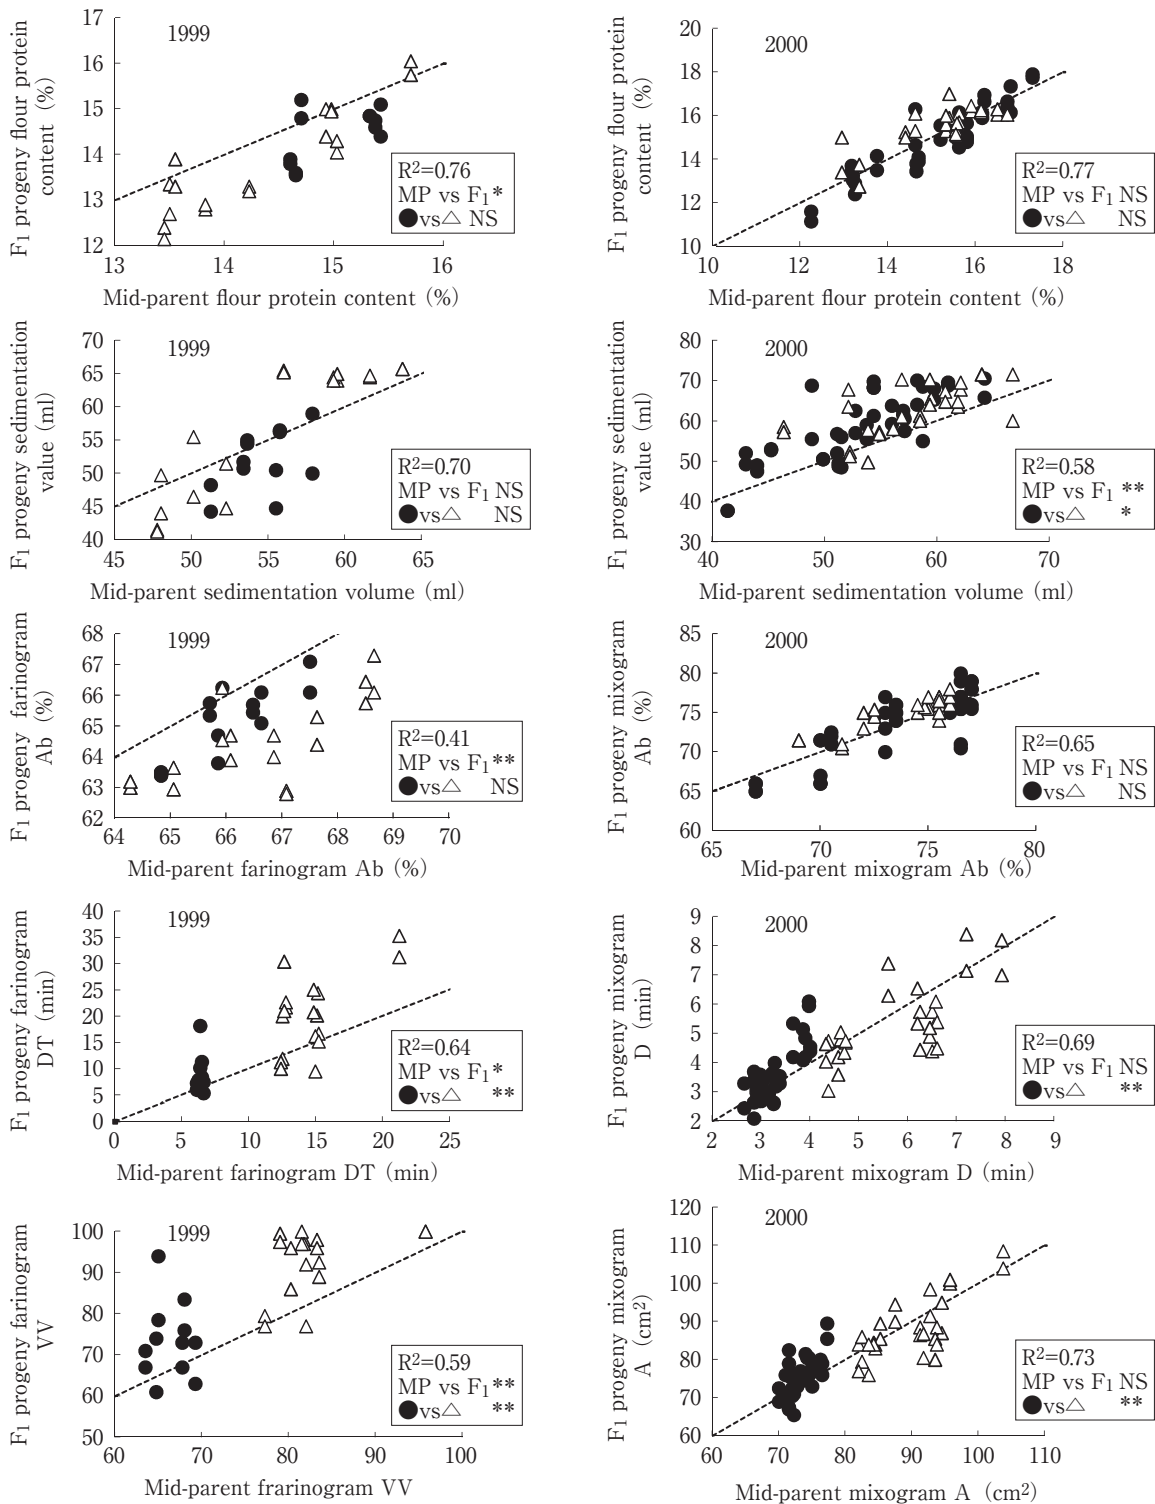 F1 progeny flour protein
content (%)
17
16
15
14
13
12
1999
R2=0.76
MP vs F1*
●vs△ NS
13 14 15 16
Mid-parent flour protein content (%)
F1 progeny flour protein
content (%)
20
18
16
14
12
10
2000
R2=0.77
MP vs F1 NS
●vs△ NS
10 12 14 16 18
Mid-parent flour protein content (%)
F1 progeny sedimentation
value (ml)
70
65
60
55
50
45
40
1999
R2=0.70
MP vs F1 NS
●vs△ NS
45 50 55 60 65
Mid-parent sedimentation volume (ml)
F1 progeny sedimentation
value (ml)
80
70
60
50
40
30
2000
R2=0.58
MP vs F1 **
●vs△ *
40 50 60 70
Mid-parent sedimentation volume (ml)
F1 progeny farinogram
Ab (%)
68
67
66
65
64
63
62
1999
R2=0.41
MP vs F1**
●vs△ NS
64 65 66 67 68 69 70
Mid-parent farinogram Ab (%)
F1 progeny mixogram
Ab (%)
85
80
75
70
65
60
2000
R2=0.65
MP vs F1 NS
●vs△ NS
65 70 75 80
Mid-parent mixogram Ab (%)
F1 progeny farinogram
DT (min)
40
35
30
25
20
15
10
5
0
1999
R2=0.64
MP vs F1*
●vs△ **
0 5 10 15 20 25
Mid-parent farinogram DT (min)
F1 progeny mixogram
D (min)
9
8
7
6
5
4
3
2
2000
R2=0.69
MP vs F1 NS
●vs△ **
2 3 4 5 6 7 8 9
Mid-parent mixogram D (min)
F1 progeny farinogram
VV
100
90
80
70
60
50
1999
R2=0.59
MP vs F1**
●vs△ **
60 70 80 90 100
Mid-parent frarinogram VV
F1 progeny mixogram
A (cm2)
120
110
100
90
80
70
60
2000
R2=0.73
MP vs F1 NS
●vs△ **
60 70 80 90 100 110
Mid-parent mixogram A (cm2)